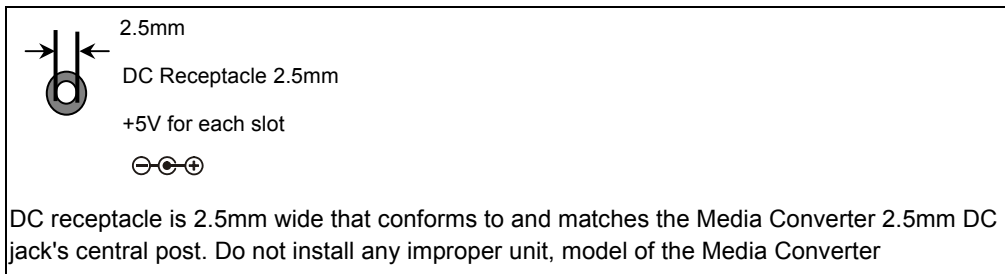 2.5mm
DC Receptacle 2.5mm
+5V for each slot
DC receptacle is 2.5mm wide that conforms to and matches the Media Converter 2.5mm DC
jack's central post. Do not install any improper unit, model of the Media Converter